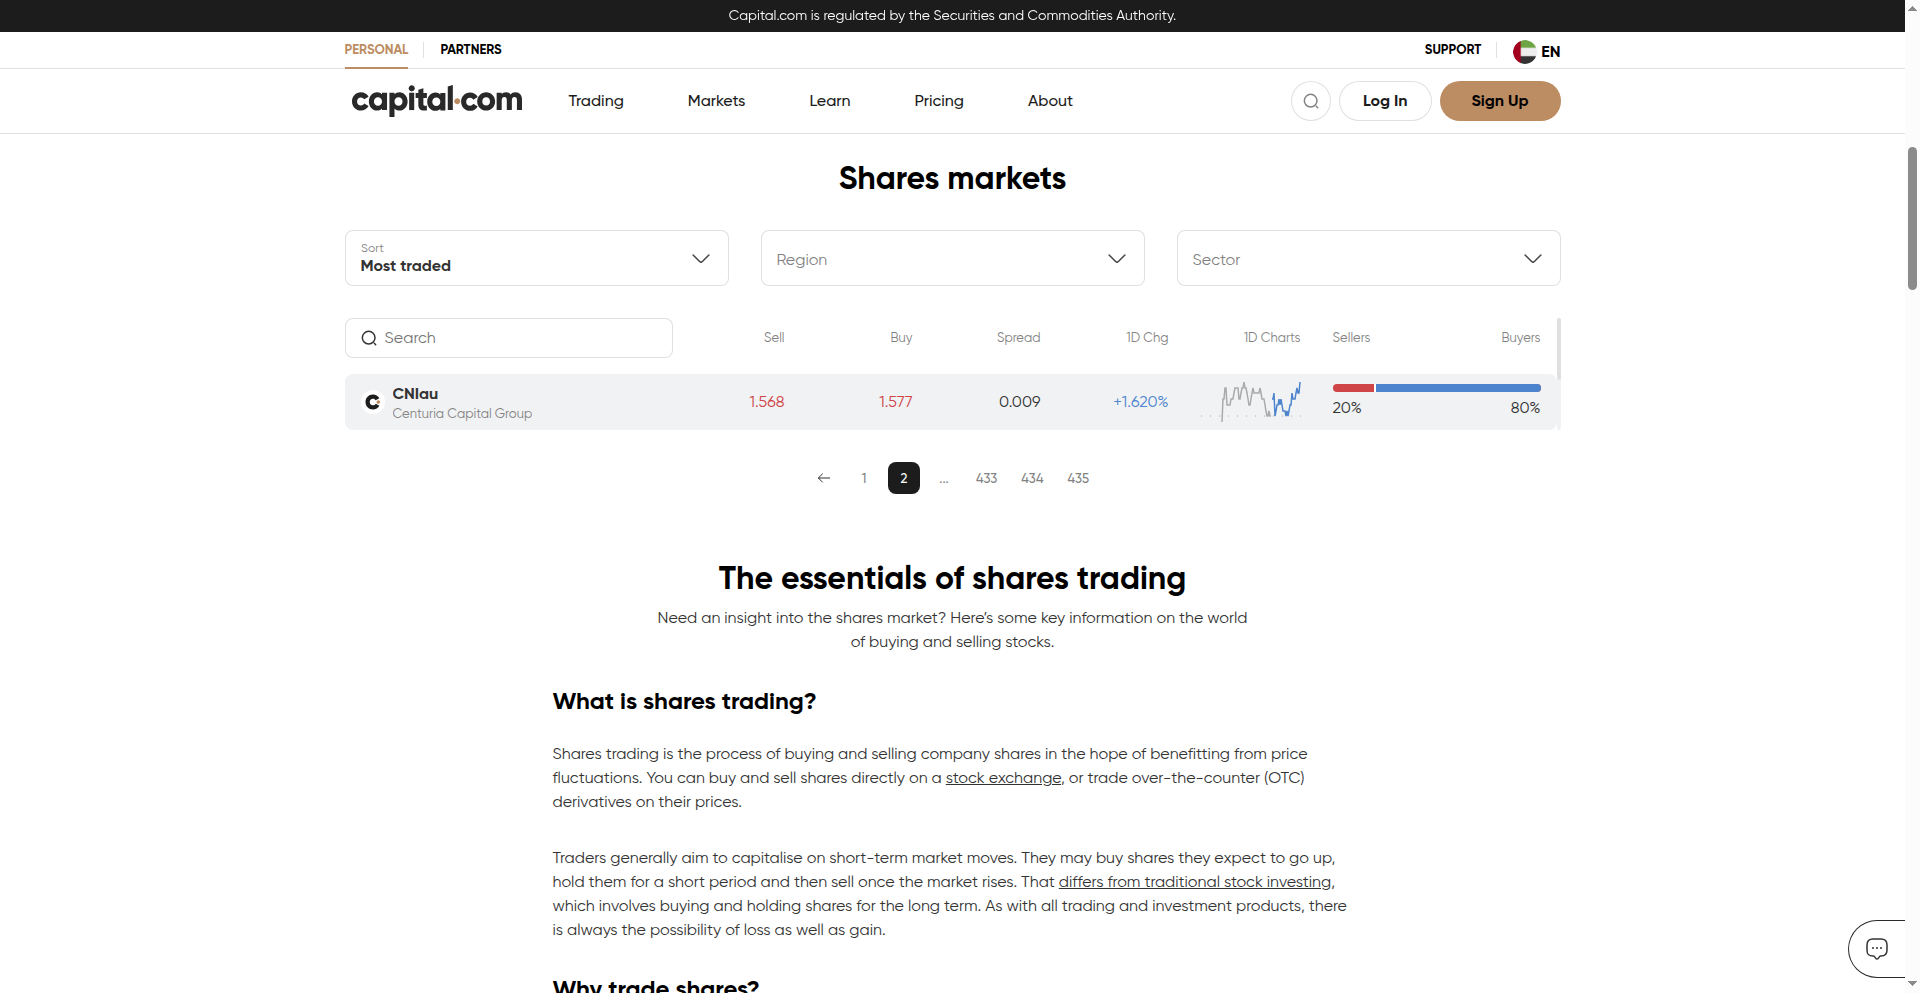 Capital.com is regulated by the Securities and Commodities Authority.
PERSONAL PARTNERS SUPPORT EN
capital.com Trading Markets Learn Pricing About Log In Sign Up
Shares markets
Sort
Most traded
Region
Sector
Search Sell Buy Spread 1D Chg 1D Charts Sellers Buyers
CNIau
Centuria Capital Group
1.568 1.577 0.009 +1.620% 20% 80%
1 2 ... 433 434 435
The essentials of shares trading
Need an insight into the shares market? Here’s some key information on the world
of buying and selling stocks.
What is shares trading?
Shares trading is the process of buying and selling company shares in the hope of benefitting from price
fluctuations. You can buy and sell shares directly on a stock exchange, or trade over-the-counter (OTC)
derivatives on their prices.
Traders generally aim to capitalise on short-term market moves. They may buy shares they expect to go up,
hold them for a short period and then sell once the market rises. That differs from traditional stock investing,
which involves buying and holding shares for the long term. As with all trading and investment products, there
is always the possibility of loss as well as gain.
Why trade shares?